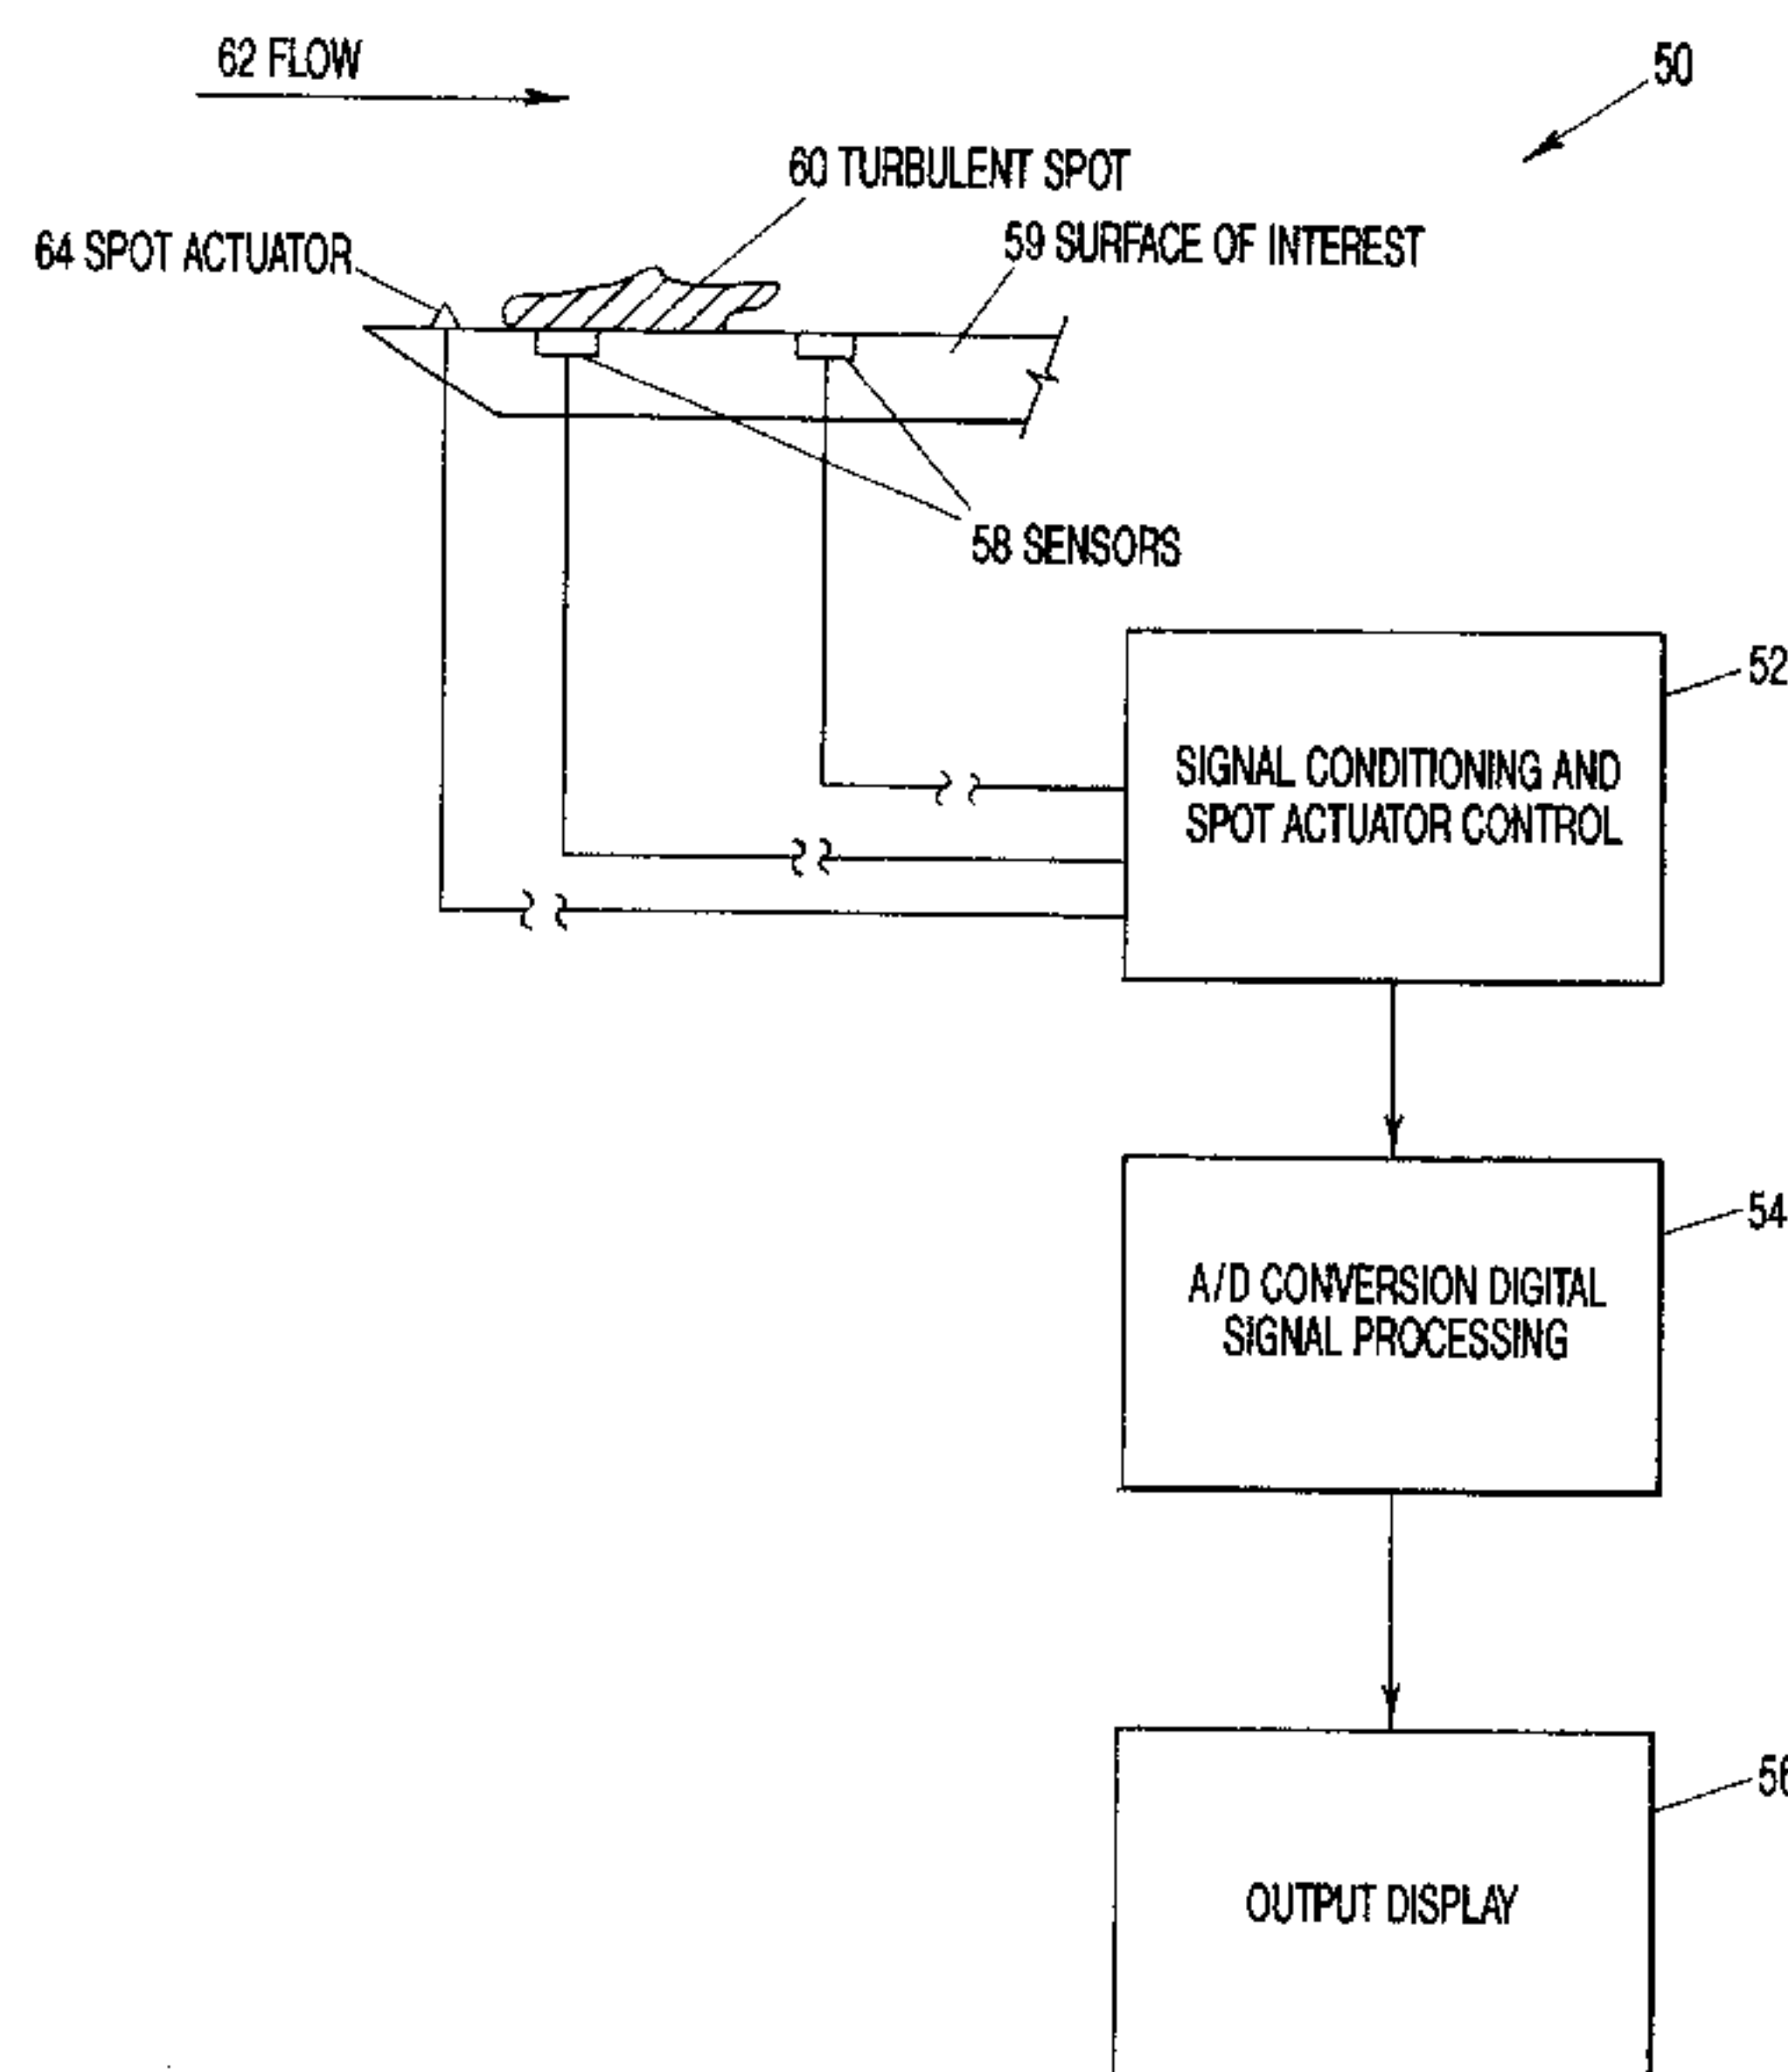 62 FLOW
50
60 TURBULENT SPOT
64 SPOT ACTUATOR
59 SURFACE OF INTEREST
58 SENSORS
52
SIGNAL CONDITIONING AND
SPOT ACTUATOR CONTROL
54
A/D CONVERSION DIGITAL
SIGNAL PROCESSING
56
OUTPUT DISPLAY